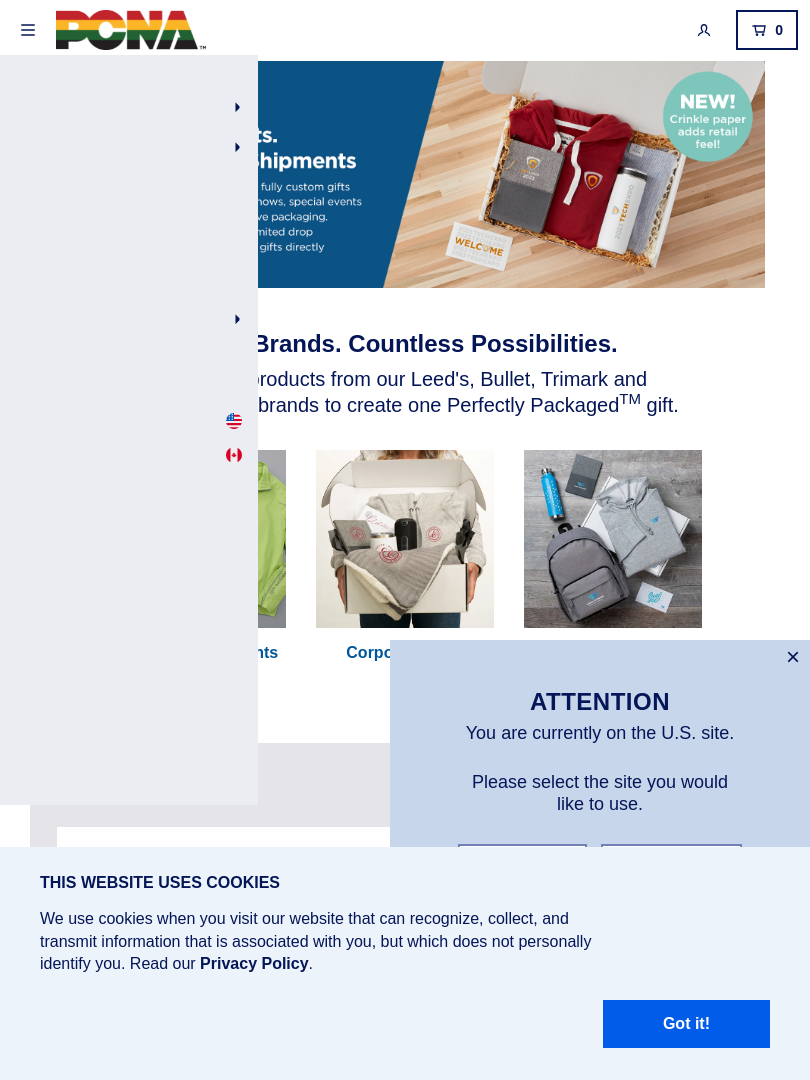 PCNA TM
0
ts.
Shipments
fully custom gifts
hows, special events
ve packaging.
mited drop
gifts directly
NEW!
Crinkle paper
adds retail
feel!
WELCOME
Brands. Countless Possibilities.
products from our Leed's, Bullet, Trimark and
brands to create one Perfectly Packaged™ gift.
nts
Corpo
×
ATTENTION
You are currently on the U.S. site.
Please select the site you would
like to use.
THIS WEBSITE USES COOKIES
We use cookies when you visit our website that can recognize, collect, and
transmit information that is associated with you, but which does not personally
identify you. Read our Privacy Policy.
Got it!